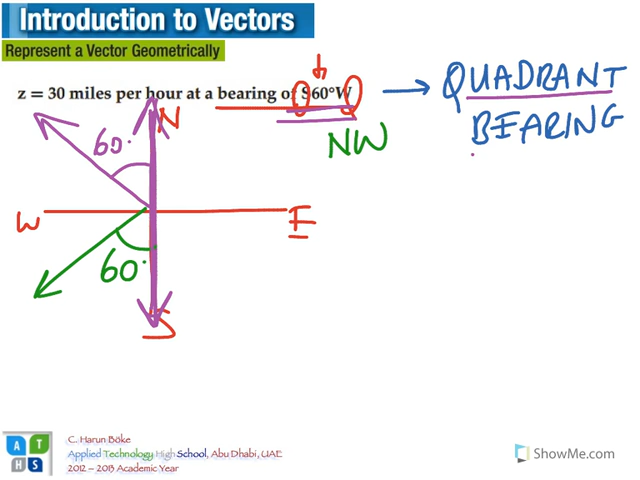 Introduction to Vectors
Represent a Vector Geometrically
z = 30 miles per hour at a bearing of S60°W
QUADRANT
BEARING
NW
N
60°
W
E
60°
S
A T
H S
C. Harun Böke
Applied Technology High School, Abu Dhabi, UAE
2012 – 2013 Academic Year
ShowMe.com